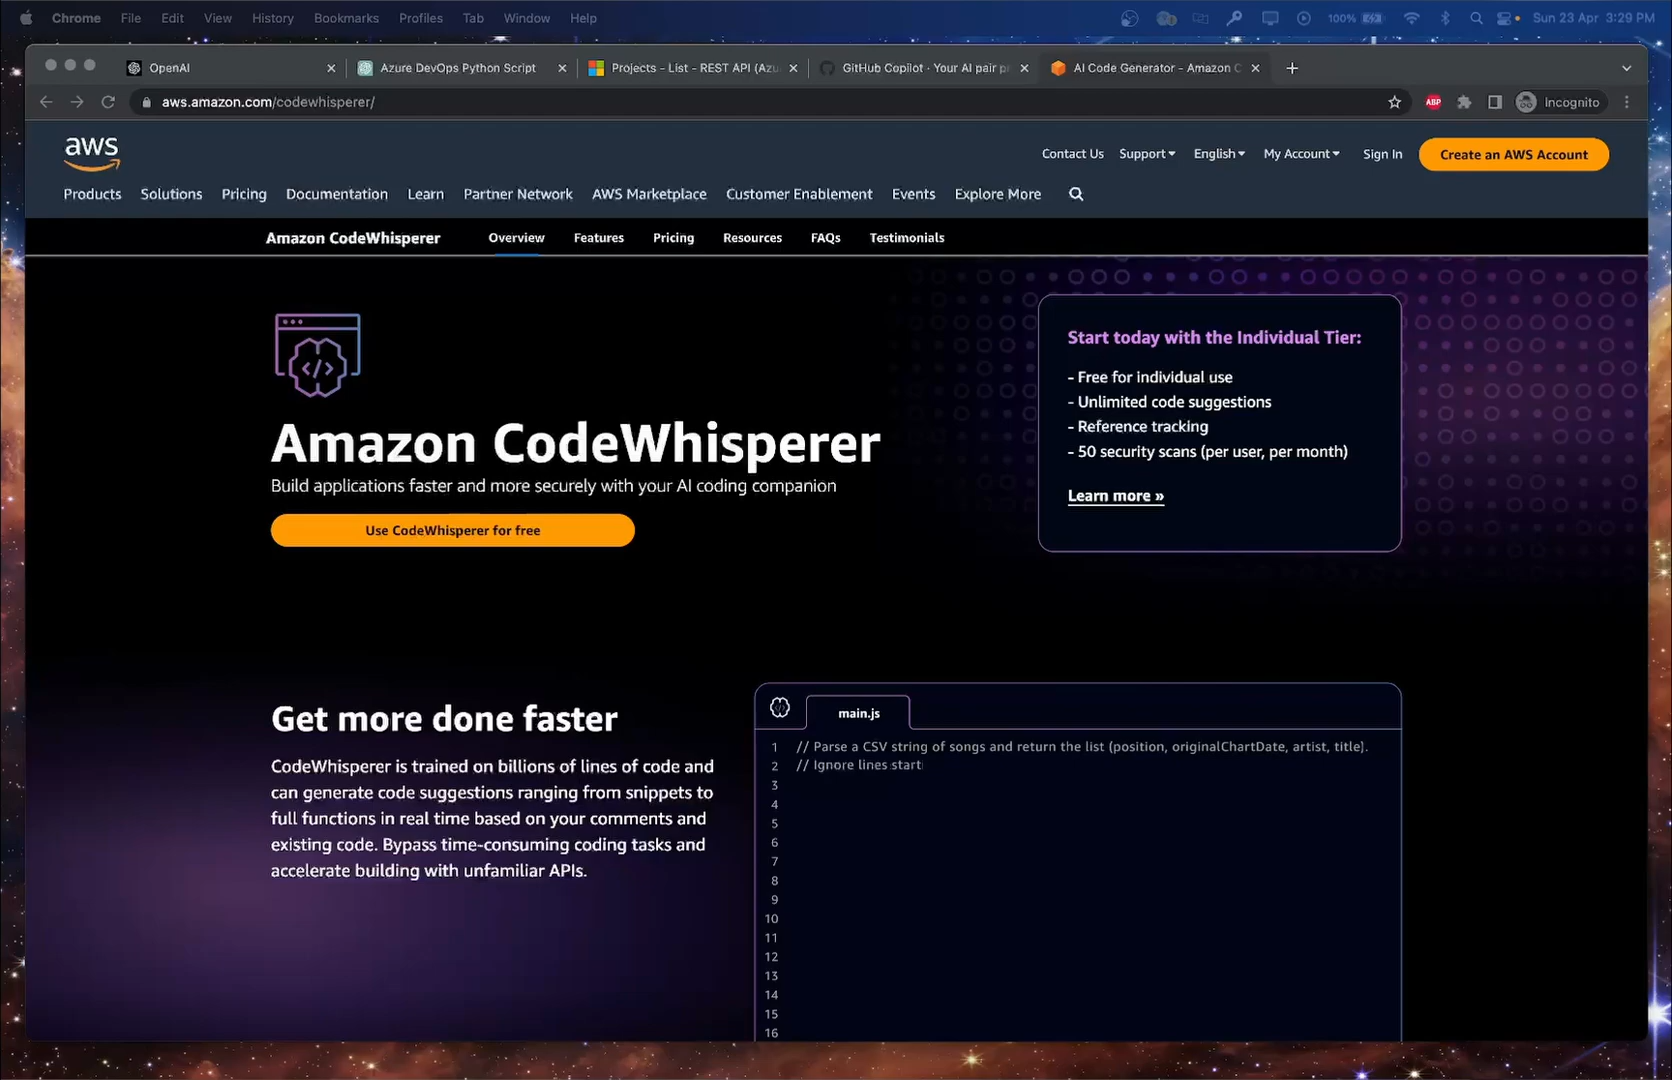 Chrome File Edit View History Bookmarks Profiles Tab Window Help 100% Sun 23 Apr 3:29 PM
OpenAI Azure DevOps Python Script Projects - List - REST API (Azu GitHub Copilot · Your AI pair p AI Code Generator - Amazon C
aws.amazon.com/codewhisperer/ ABP Incognito
aws
Contact Us Support English My Account Sign In Create an AWS Account
Products Solutions Pricing Documentation Learn Partner Network AWS Marketplace Customer Enablement Events Explore More
Amazon CodeWhisperer Overview Features Pricing Resources FAQs Testimonials
Amazon CodeWhisperer
Build applications faster and more securely with your AI coding companion
Use CodeWhisperer for free
Start today with the Individual Tier:
- Free for individual use
- Unlimited code suggestions
- Reference tracking
- 50 security scans (per user, per month)
Learn more »
Get more done faster
CodeWhisperer is trained on billions of lines of code and
can generate code suggestions ranging from snippets to
full functions in real time based on your comments and
existing code. Bypass time-consuming coding tasks and
accelerate building with unfamiliar APIs.
main.js
1 // Parse a CSV string of songs and return the list (position, originalChartDate, artist, title).
2 // Ignore lines start
3
4
5
6
7
8
9
10
11
12
13
14
15
16